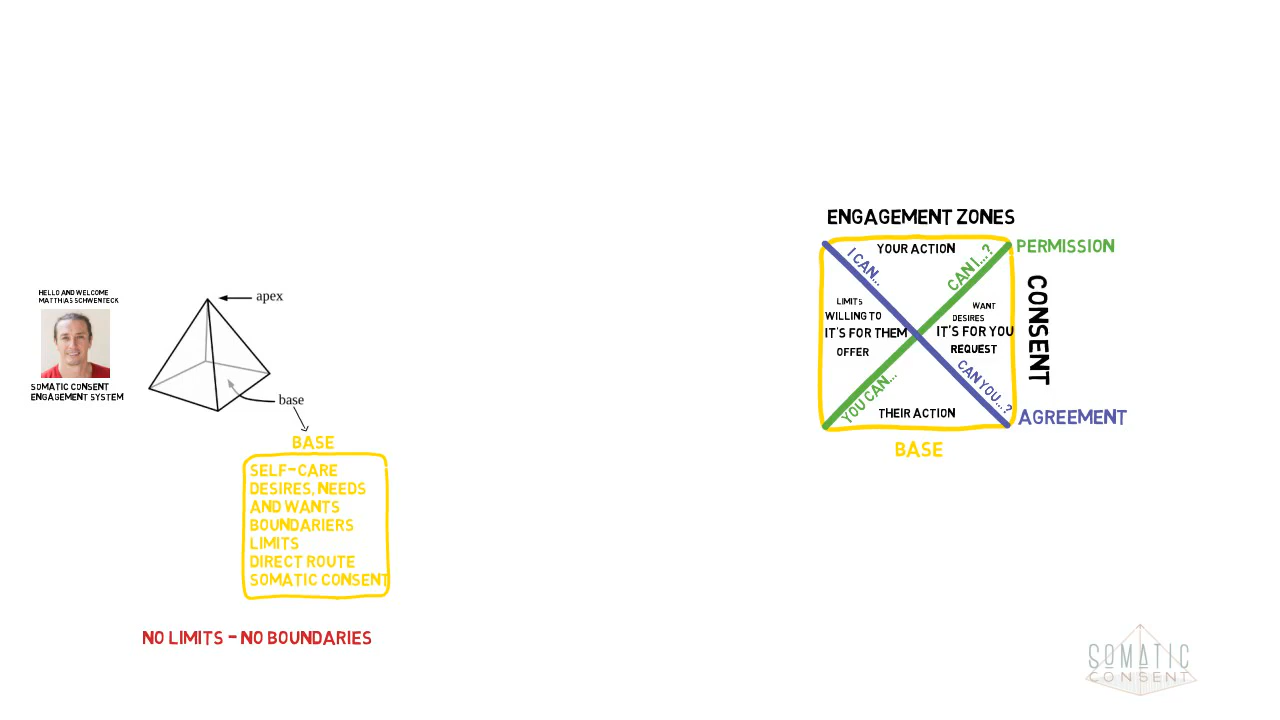 HELLO AND WELCOME
MATTHIAS SCHWENTECK
SOMATIC CONSENT
ENGAGEMENT SYSTEM
apex
base
BASE
SELF-CARE
DESIRES, NEEDS
AND WANTS
BOUNDARIERS
LIMITS
DIRECT ROUTE
SOMATIC CONSENT
NO LIMITS - NO BOUNDARIES
ENGAGEMENT ZONES
YOUR ACTION
I CAN...
CAN I...?
PERMISSION
LIMITS
WILLING TO
IT'S FOR THEM
OFFER
WANT
DESIRES
IT'S FOR YOU
REQUEST
CONSENT
YOU CAN...
CAN YOU...?
THEIR ACTION
AGREEMENT
BASE
SOMATIC
CONSENT